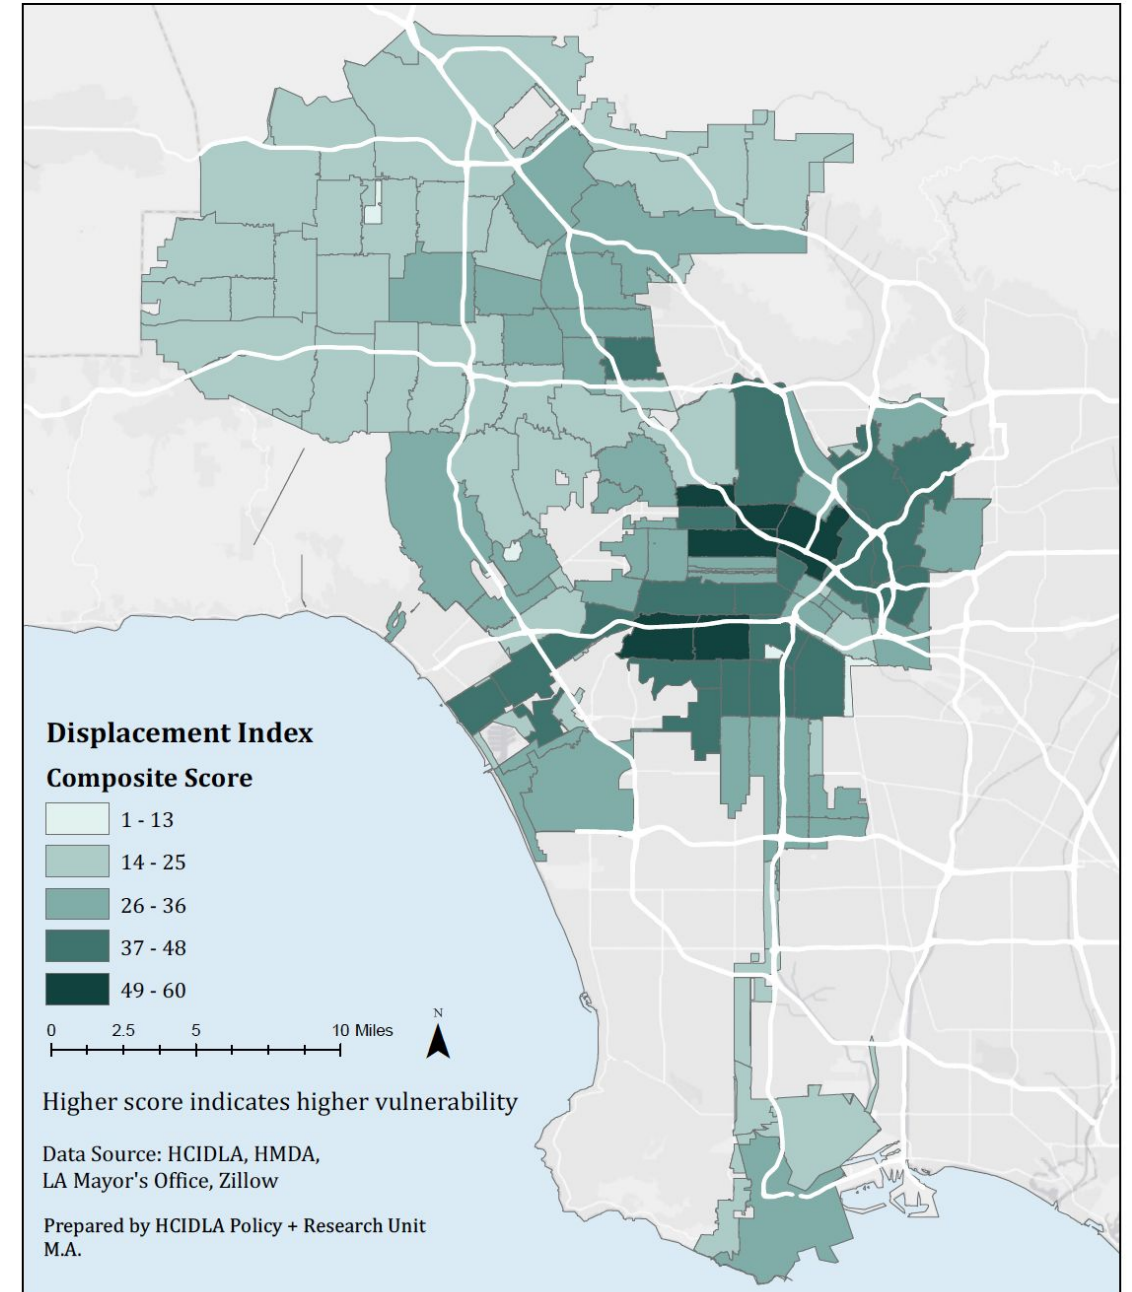 Displacement Index
Composite Score
1 - 13
14 - 25
26 - 36
37 - 48
49 - 60
0 2.5 5 10 Miles
N
Higher score indicates higher vulnerability
Data Source: HCIDLA, HMDA,
LA Mayor's Office, Zillow
Prepared by HCIDLA Policy + Research Unit
M.A.